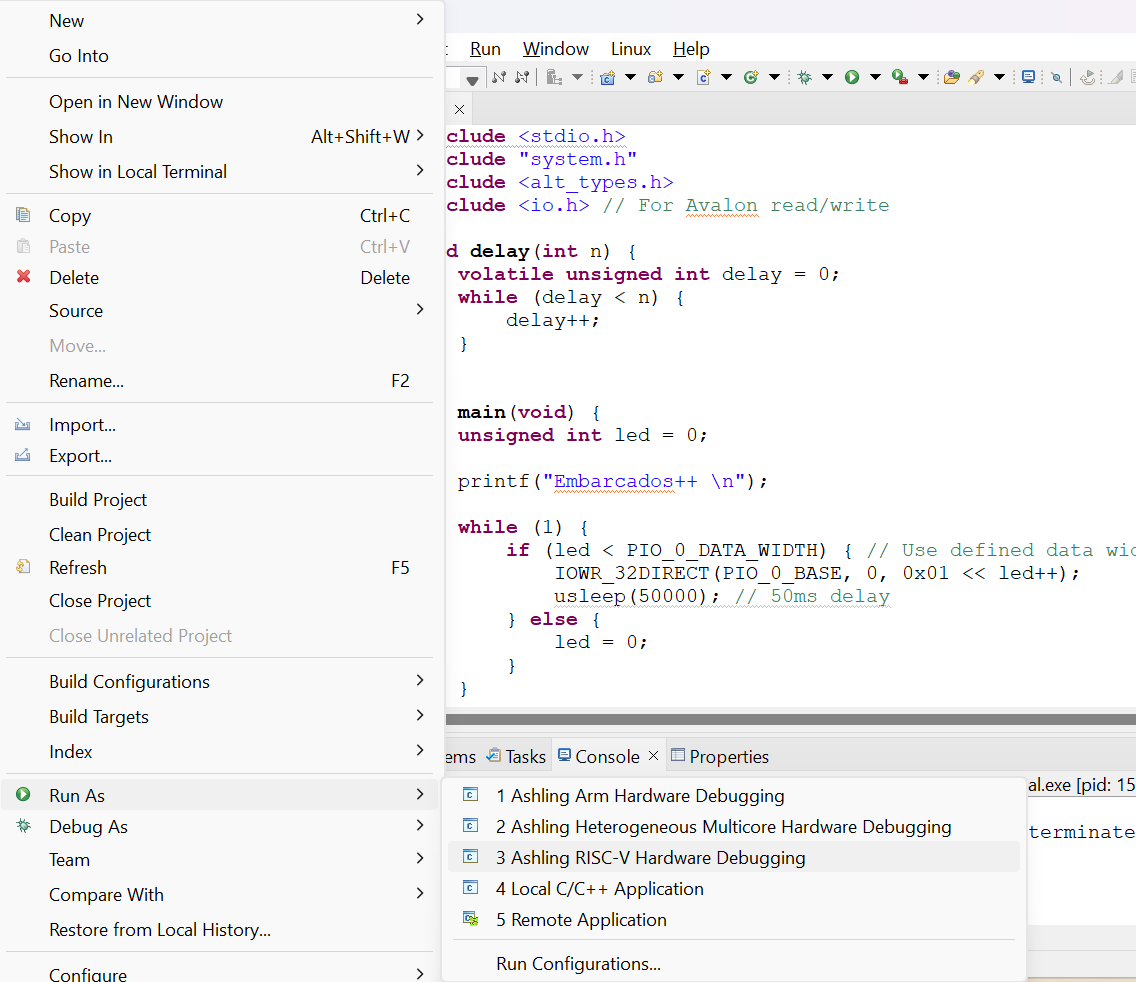 New
Go Into
Open in New Window
Show In Alt+Shift+W
Show in Local Terminal
Copy Ctrl+C
Paste Ctrl+V
Delete Delete
Source
Move...
Rename... F2
Import...
Export...
Build Project
Clean Project
Refresh F5
Close Project
Close Unrelated Project
Build Configurations
Build Targets
Index
Run As
Debug As
Team
Compare With
Restore from Local History...
Configure
Run Window Linux Help
clude <stdio.h>
clude "system.h"
clude <alt_types.h>
clude <io.h> // For Avalon read/write
d delay(int n) {
volatile unsigned int delay = 0;
while (delay < n) {
delay++;
}
main(void) {
unsigned int led = 0;
printf("Embarcados++ \n");
while (1) {
if (led < PIO_0_DATA_WIDTH) { // Use defined data wid
IOWR_32DIRECT(PIO_0_BASE, 0, 0x01 << led++);
usleep(50000); // 50ms delay
} else {
led = 0;
}
}
ems Tasks Console Properties
al.exe [pid: 15
terminate
1 Ashling Arm Hardware Debugging
2 Ashling Heterogeneous Multicore Hardware Debugging
3 Ashling RISC-V Hardware Debugging
4 Local C/C++ Application
5 Remote Application
Run Configurations...